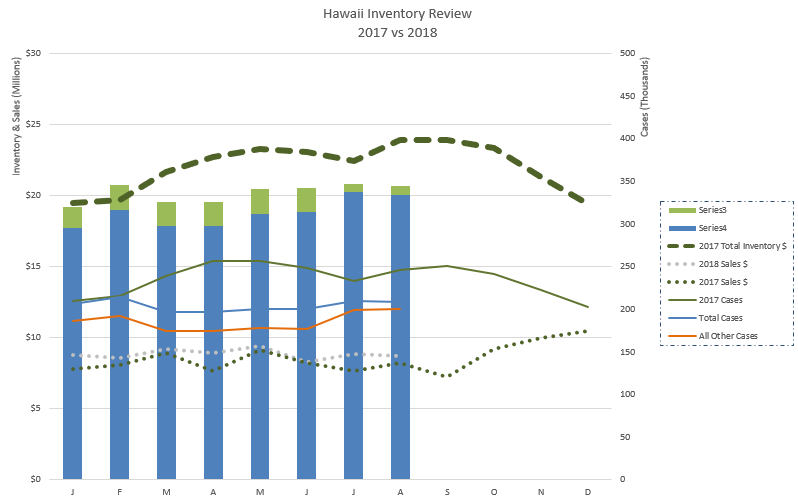 Hawaii Inventory Review
2017 vs 2018
Inventory & Sales (Millions)
$30
$25
$20
$15
$10
$5
$0
J F M A M J J A S O N D
500
450
400
350
300
250
200
150
100
50
0
Cases (Thousands)
Series3
Series4
2017 Total Inventory $
2018 Sales $
2017 Sales $
2017 Cases
Total Cases
All Other Cases